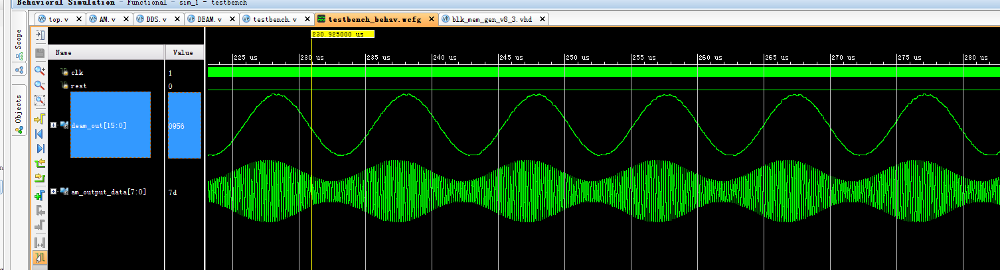 Behavioral Simulation - Functional - sim_1 - testbench
top.v AM.v DDS.v DEAM.v testbench.v testbench_behav.wcfg blk_mem_gen_v8_3.vhd
Scope
Objects
230.925000 us
Name Value
225 us 230 us 235 us 240 us 245 us 250 us 255 us 260 us 265 us 270 us 275 us 280 us
clk 1
rest 0
deam_out[15:0] 0956
am_output_data[7:0] 7d